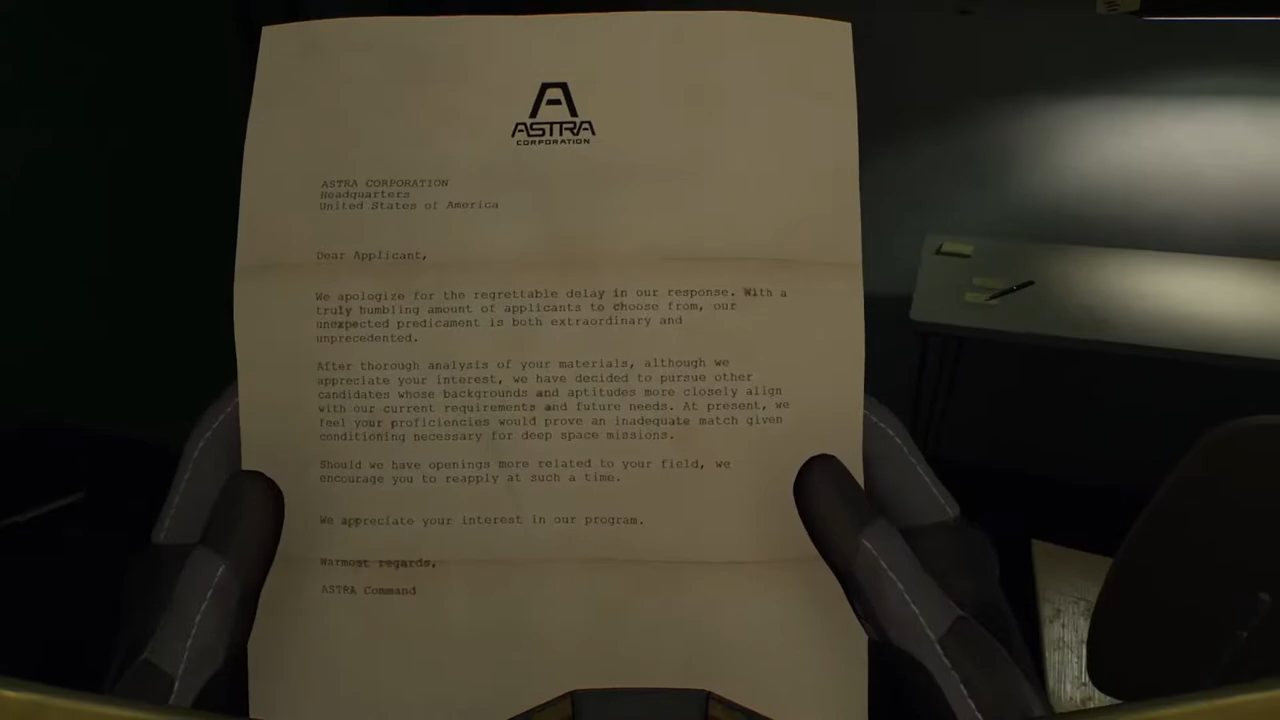 A
ASTRA
CORPORATION
ASTRA CORPORATION
Headquarters
United States of America
Dear Applicant,
We apologize for the regrettable delay in our response. With a
truly humbling amount of applicants to choose from, our
unexpected predicament is both extraordinary and
unprecedented.
After thorough analysis of your materials, although we
appreciate your interest, we have decided to pursue other
candidates whose backgrounds and aptitudes more closely align
with our current requirements and future needs. At present, we
feel your proficiencies would prove an inadequate match given
conditioning necessary for deep space missions.
Should we have openings more related to your field, we
encourage you to reapply at such a time.
We appreciate your interest in our program.
Warmost regards,
ASTRA Command